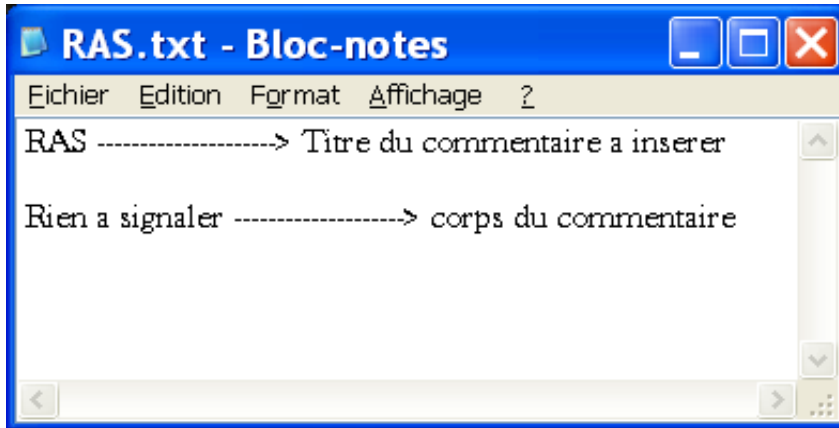 RAS.txt - Bloc-notes
Fichier Edition Format Affichage ?
RAS ---------------------> Titre du commentaire a inserer
Rien a signaler --------------------> corps du commentaire